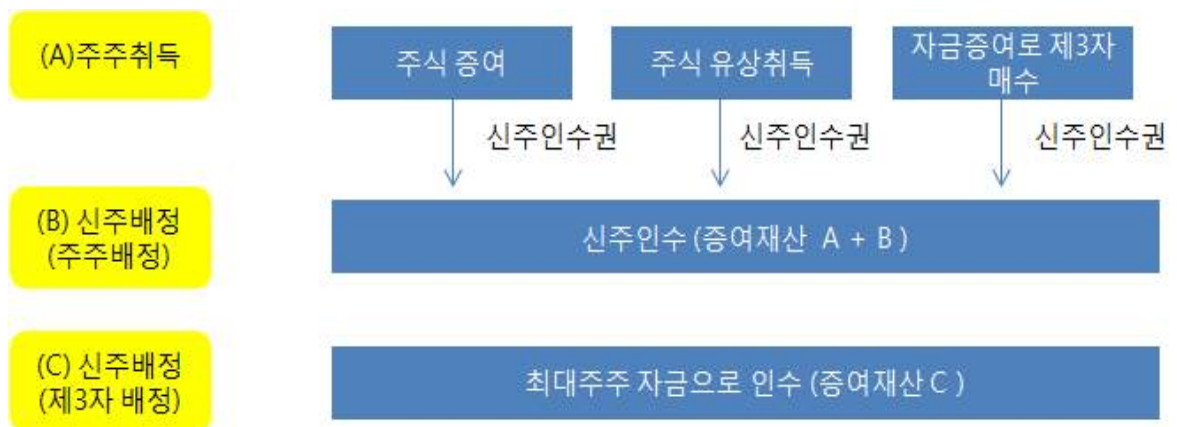 (A)주주취득
주식 증여
주식 유상취득
자금증여로 제3자
매수
신주인수권
신주인수권
신주인수권
(B) 신주배정
(주주배정)
신주인수 (증여재산 A + B )
(C) 신주배정
(제3자 배정)
최대주주 자금으로 인수 (증여재산 C )